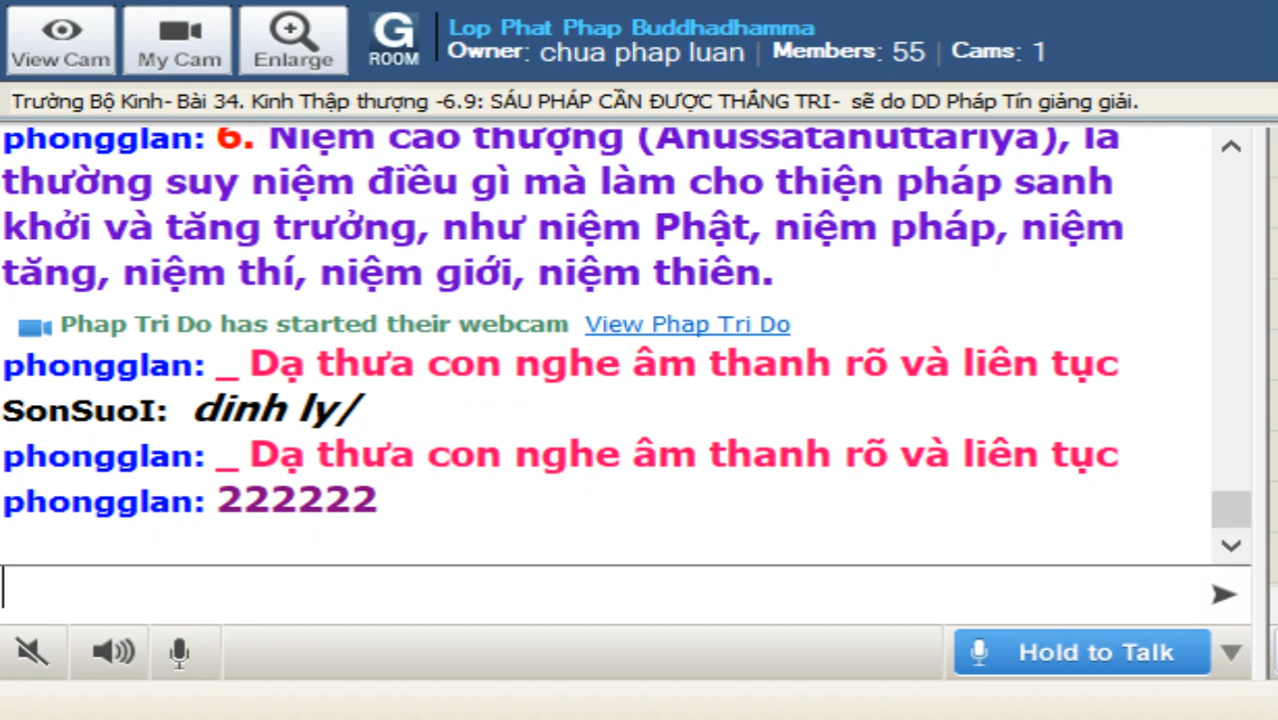 View Cam
My Cam
Enlarge
G
ROOM
Lop Phat Phap Buddhadhamma
Owner: chua phap luan | Members: 55 | Cams: 1
Trường Bộ Kinh- Bài 34. Kinh Thập thượng -6.9: SÁU PHÁP CẦN ĐƯỢC THẮNG TRI- sẽ do DD Pháp Tín giảng giải.
phongglan: 6. Niệm cao thượng (Anussatanuttariya), là
thường suy niệm điều gì mà làm cho thiện pháp sanh
khởi và tăng trưởng, như niệm Phật, niệm pháp, niệm
tăng, niệm thí, niệm giới, niệm thiên.
Phap Tri Do has started their webcam View Phap Tri Do
phongglan: _ Dạ thưa con nghe âm thanh rõ và liên tục
SonSuoI: dinh ly/
phongglan: _ Dạ thưa con nghe âm thanh rõ và liên tục
phongglan: 222222
Hold to Talk